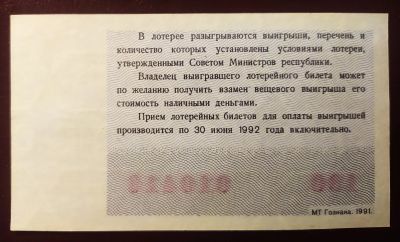 В лотерее разыгрываются выигрыши, перечень и
количество которых установлены условиями лотереи,
утвержденными Советом Министров республики.
Владелец выигравшего лотерейного билета может
по желанию получить взамен вещевого выигрыша его
стоимость наличными деньгами.
Прием лотерейных билетов для оплаты выигрышей
производится по 30 июня 1992 года включительно.
МТ Гознака. 1991.